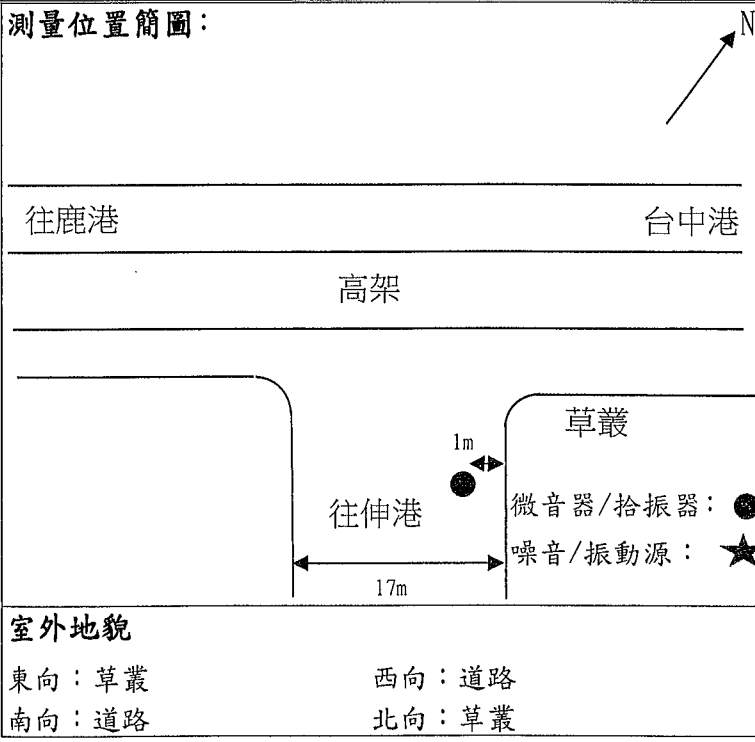 測量位置簡圖：
N
往鹿港 台中港
高架
草叢
1m
往伸港
微音器/拾振器：
噪音/振動源：
17m
室外地貌
東向：草叢 西向：道路
南向：道路 北向：草叢